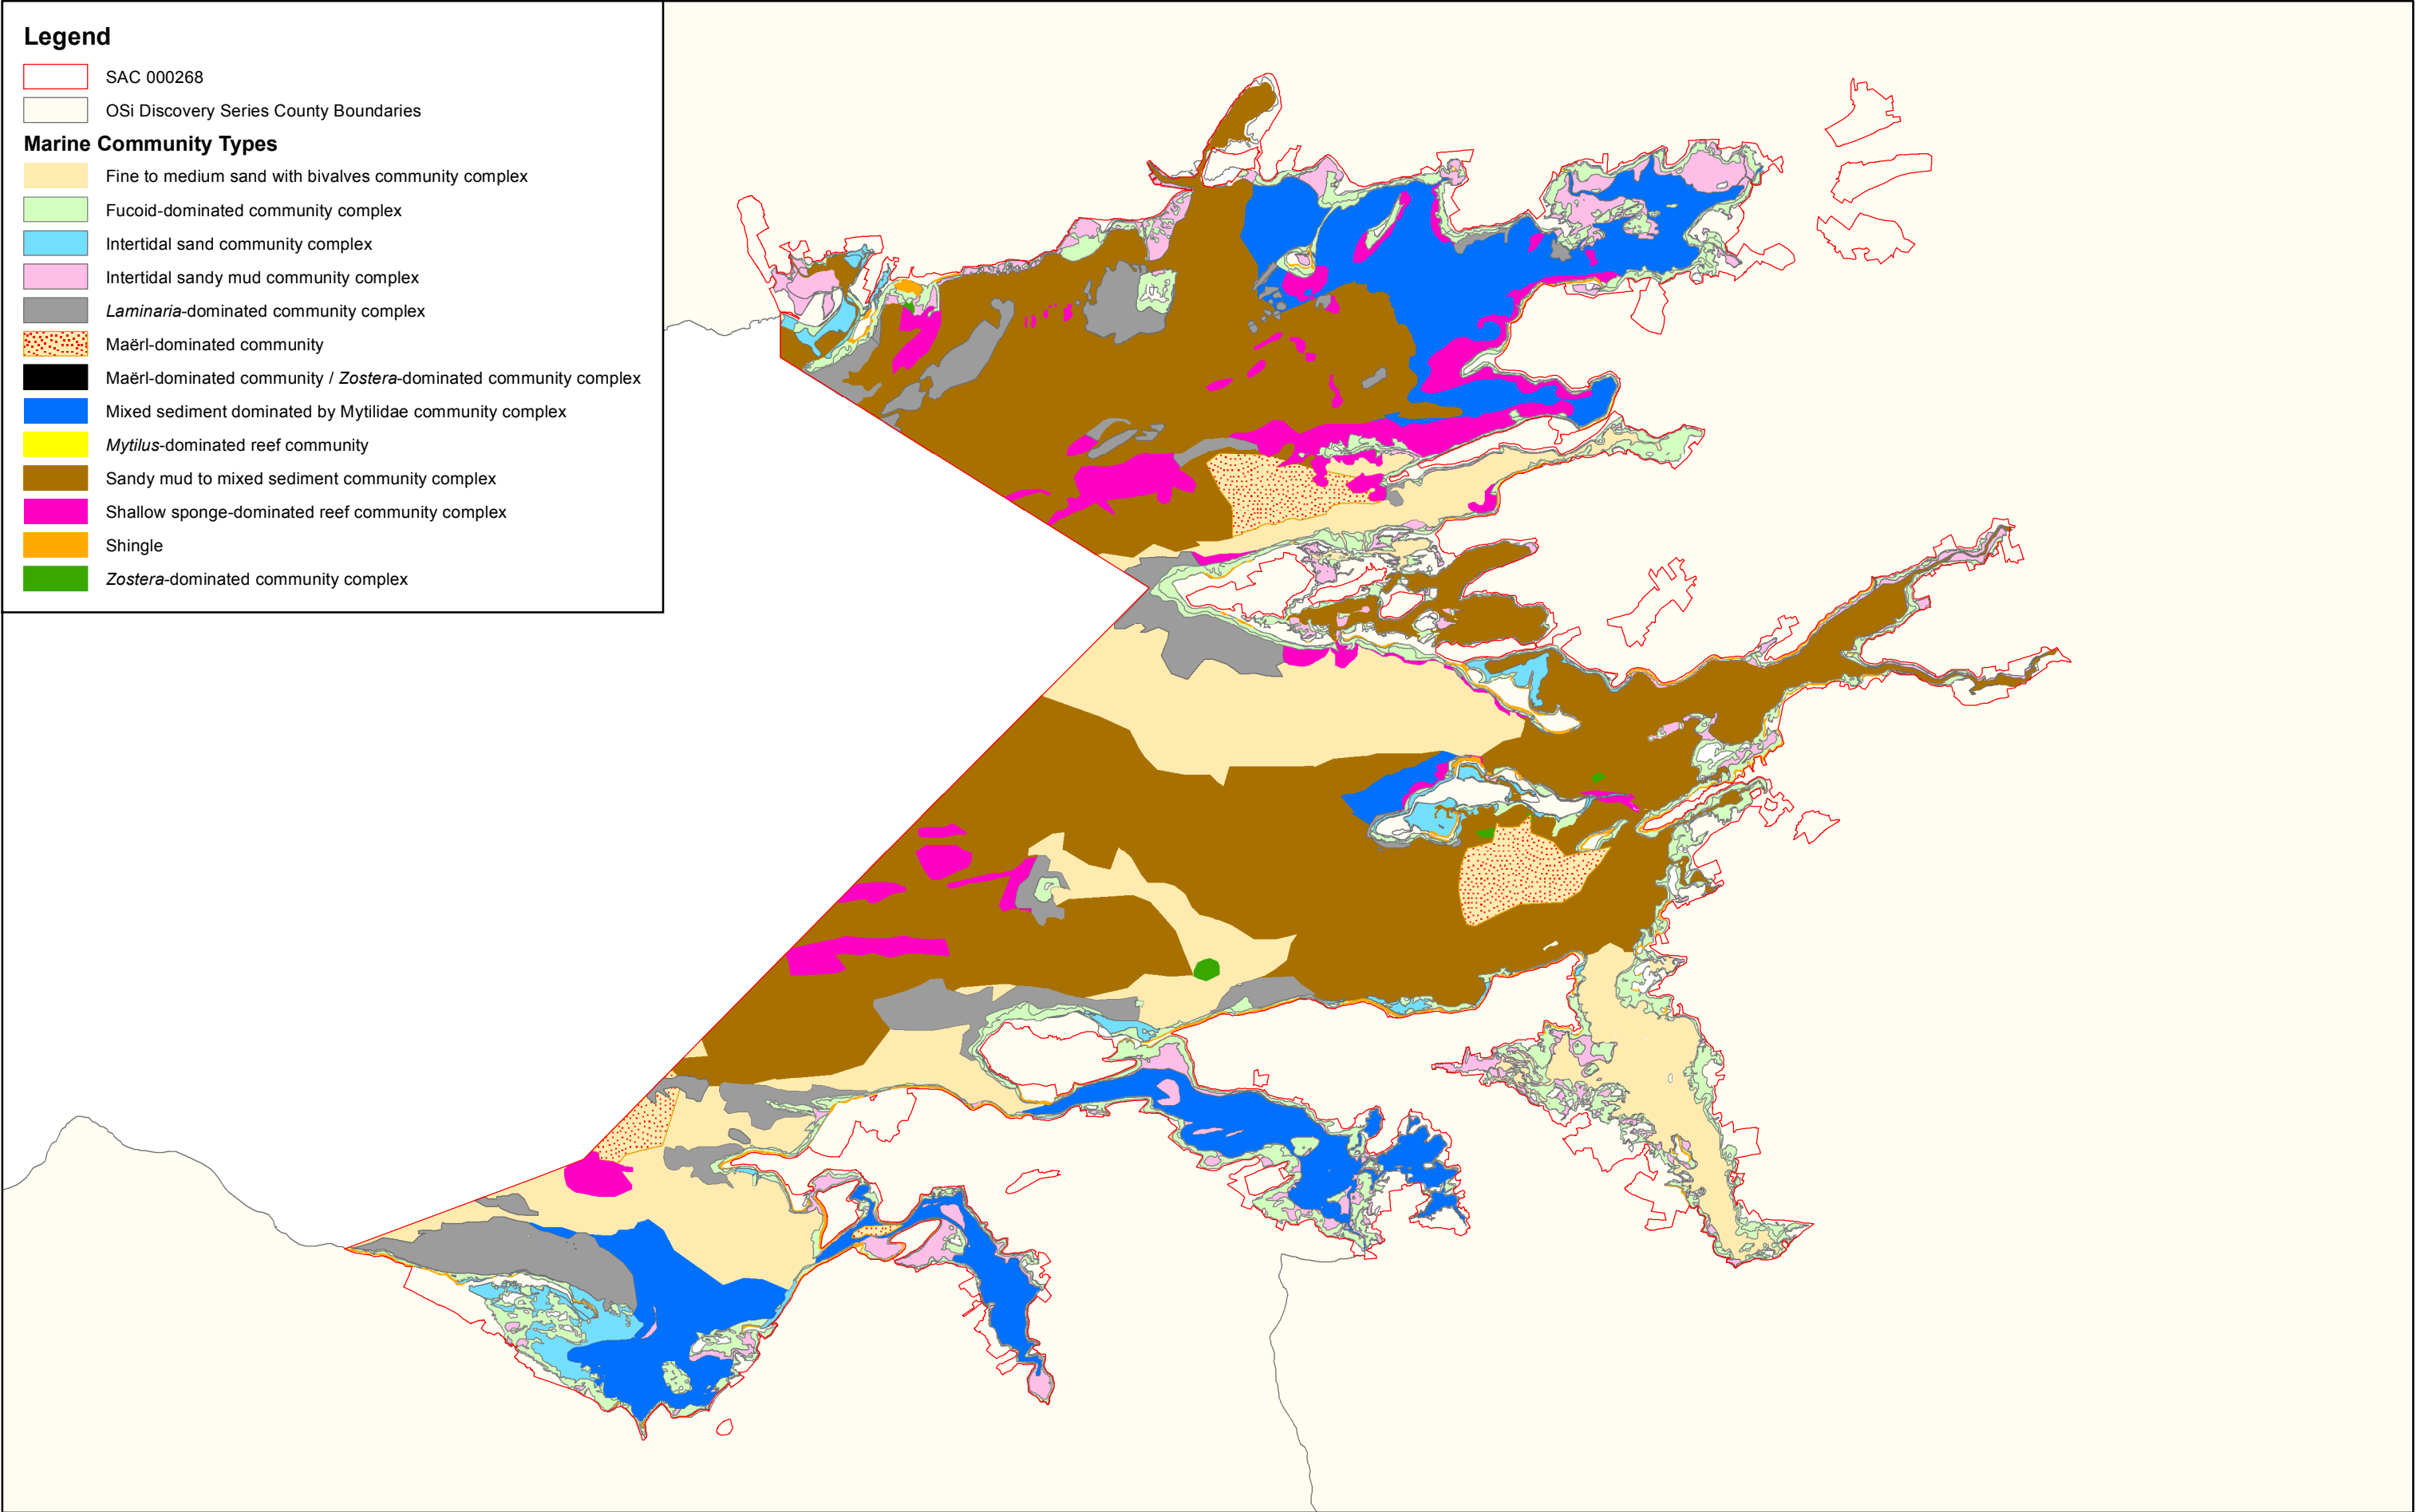 Legend
SAC 000268
OSi Discovery Series County Boundaries
Marine Community Types
Fine to medium sand with bivalves community complex
Fucoid-dominated community complex
Intertidal sand community complex
Intertidal sandy mud community complex
Laminaria-dominated community complex
Maërl-dominated community
Maërl-dominated community / Zostera-dominated community complex
Mixed sediment dominated by Mytilidae community complex
Mytilus-dominated reef community
Sandy mud to mixed sediment community complex
Shallow sponge-dominated reef community complex
Shingle
Zostera-dominated community complex